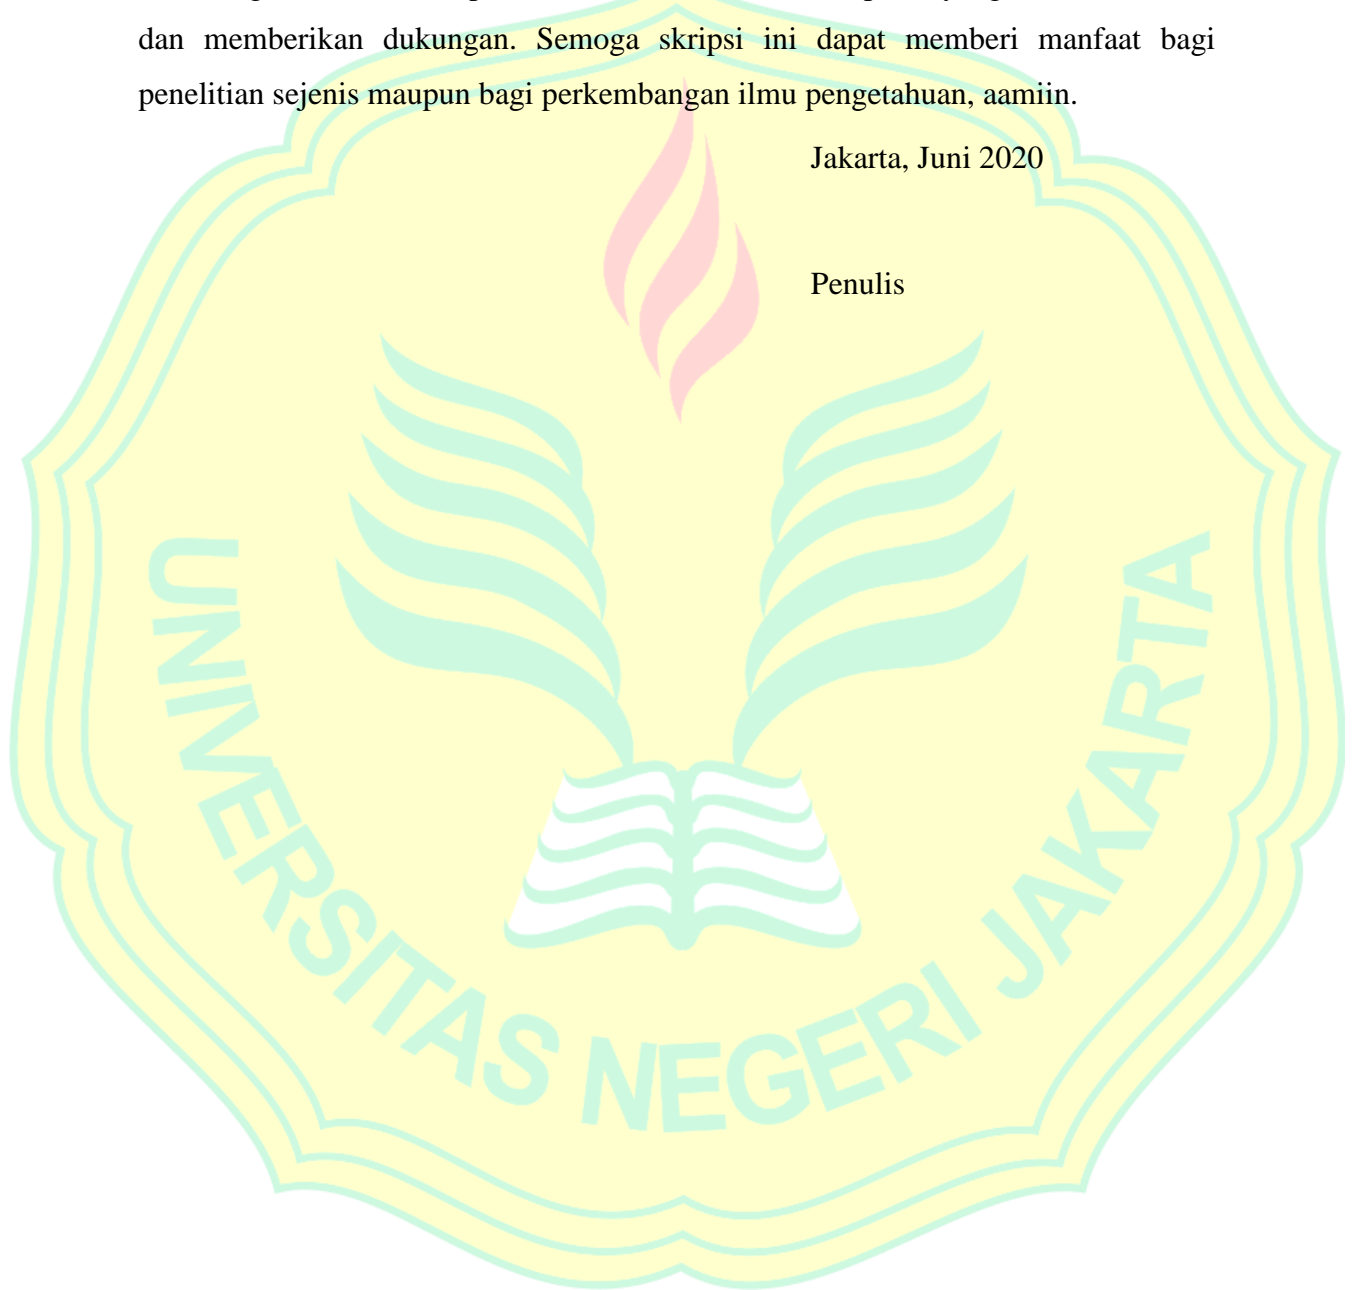 dan memberikan dukungan. Semoga skripsi ini dapat memberi manfaat bagi
penelitian sejenis maupun bagi perkembangan ilmu pengetahuan, aamiin.
Jakarta, Juni 2020
Penulis
UNIVERSITAS NEGERI JAKARTA